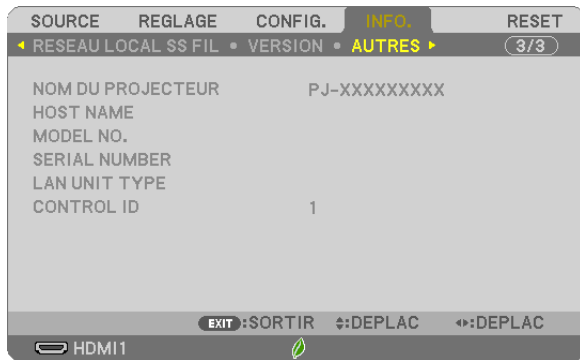 SOURCE REGLAGE CONFIG. INFO. RESET
RESEAU LOCAL SS FIL • VERSION • AUTRES 3/3
NOM DU PROJECTEUR PJ-XXXXXXXXX
HOST NAME
MODEL NO.
SERIAL NUMBER
LAN UNIT TYPE
CONTROL ID 1
EXIT:SORTIR :DEPLAC :DEPLAC
HDMI1